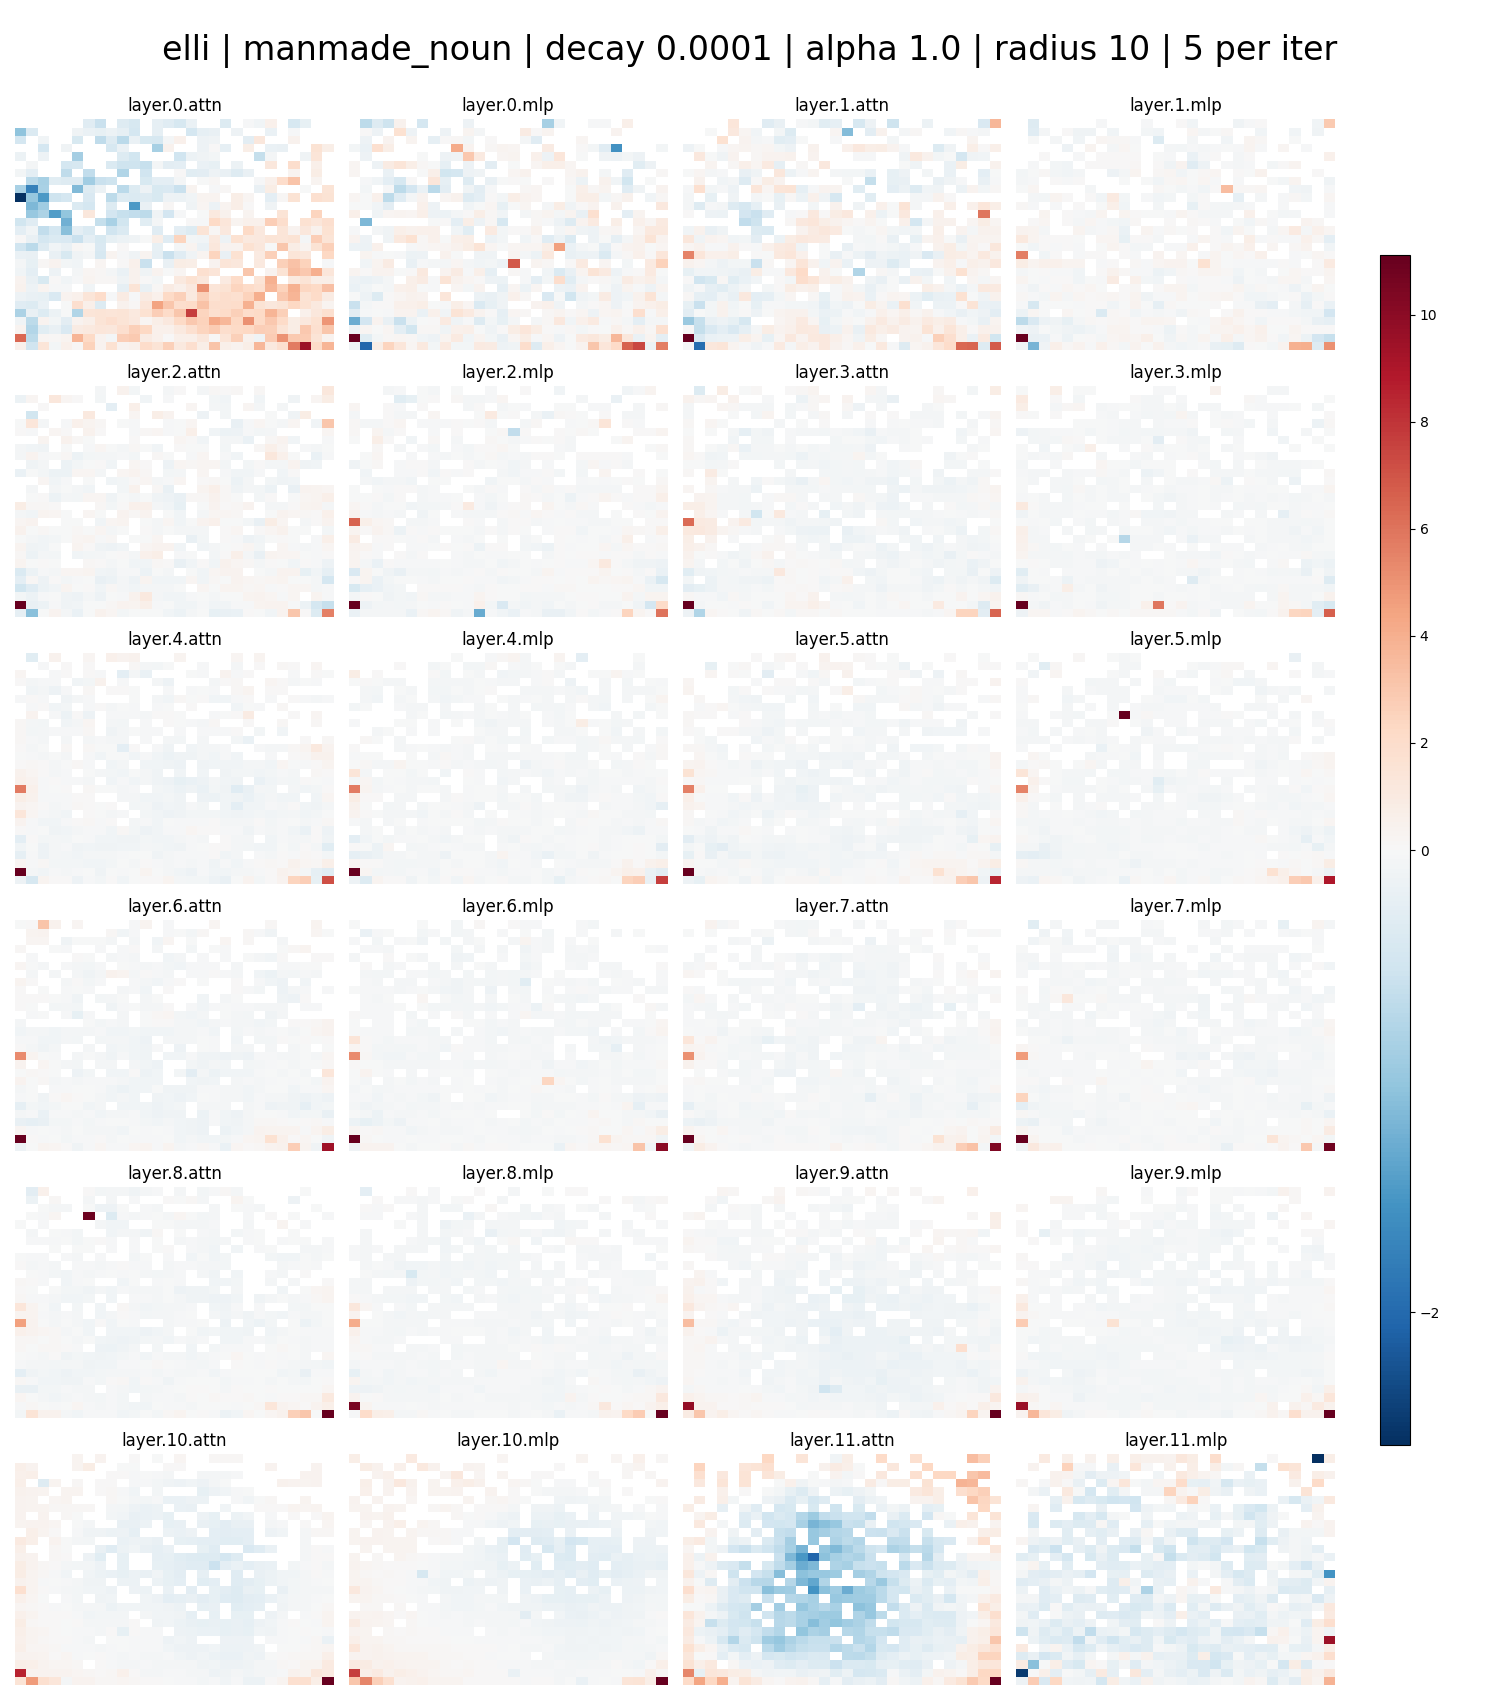 elli | manmade_noun | decay 0.0001 | alpha 1.0 | radius 10 | 5 per iter
layer.0.attn layer.0.mlp layer.1.attn layer.1.mlp
layer.2.attn layer.2.mlp layer.3.attn layer.3.mlp
layer.4.attn layer.4.mlp layer.5.attn layer.5.mlp
layer.6.attn layer.6.mlp layer.7.attn layer.7.mlp
layer.8.attn layer.8.mlp layer.9.attn layer.9.mlp
layer.10.attn layer.10.mlp layer.11.attn layer.11.mlp
10
8
6
4
2
0
−2